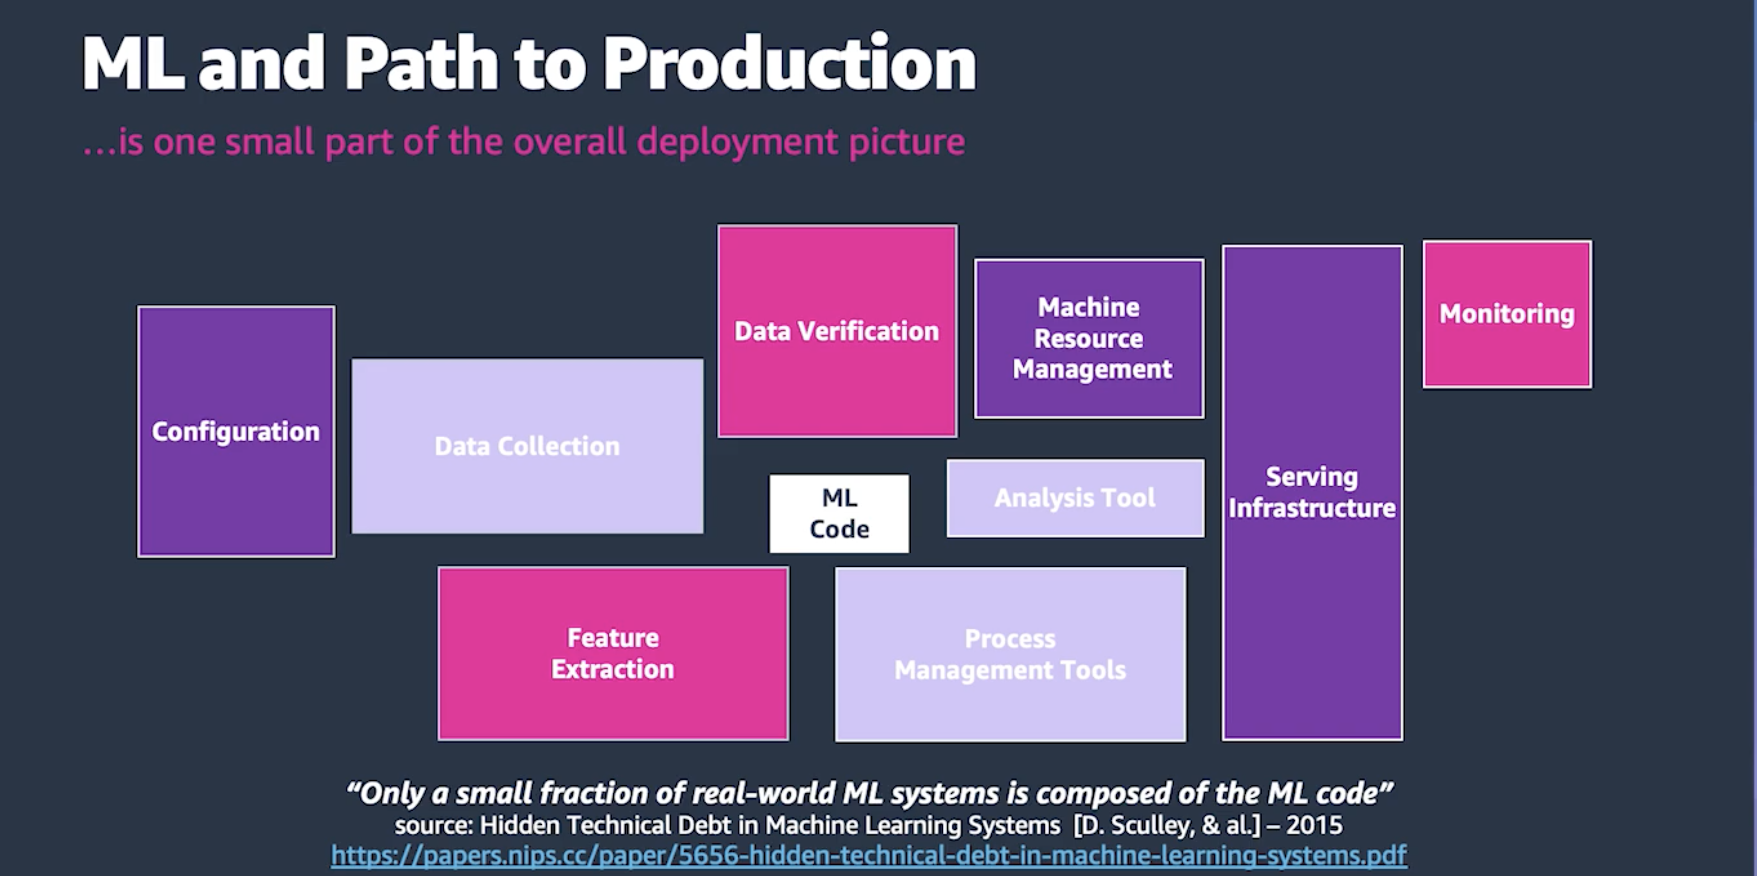 ML and Path to Production
...is one small part of the overall deployment picture
Configuration
Data Collection
Data Verification
Machine
Resource
Management
Serving
Infrastructure
Monitoring
ML
Code
Analysis Tool
Feature
Extraction
Process
Management Tools
“Only a small fraction of real-world ML systems is composed of the ML code”
source: Hidden Technical Debt in Machine Learning Systems [D. Sculley, & al.] – 2015
https://papers.nips.cc/paper/5656-hidden-technical-debt-in-machine-learning-systems.pdf